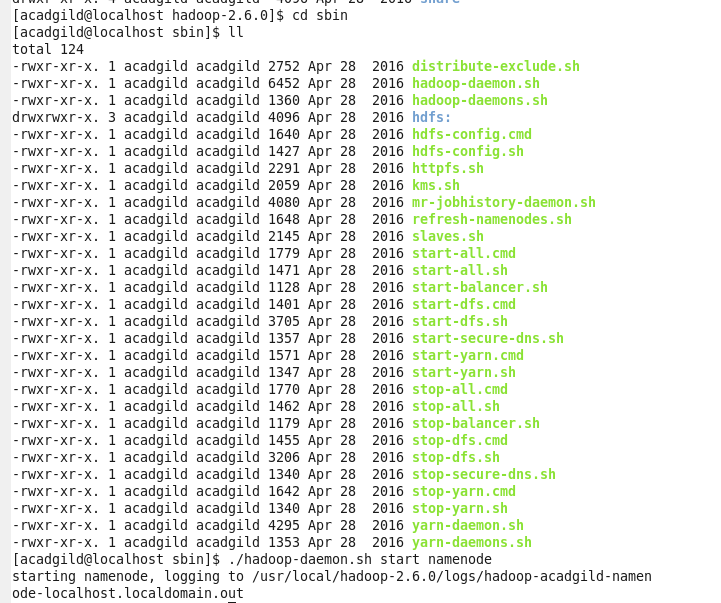 [acadgild@localhost hadoop-2.6.0]$ cd sbin
[acadgild@localhost sbin]$ ll
total 124
-rwxr-xr-x. 1 acadgild acadgild 2752 Apr 28  2016 distribute-exclude.sh
-rwxr-xr-x. 1 acadgild acadgild 6452 Apr 28  2016 hadoop-daemon.sh
-rwxr-xr-x. 1 acadgild acadgild 1360 Apr 28  2016 hadoop-daemons.sh
drwxrwxr-x. 3 acadgild acadgild 4096 Apr 28  2016 hdfs:
-rwxr-xr-x. 1 acadgild acadgild 1640 Apr 28  2016 hdfs-config.cmd
-rwxr-xr-x. 1 acadgild acadgild 1427 Apr 28  2016 hdfs-config.sh
-rwxr-xr-x. 1 acadgild acadgild 2291 Apr 28  2016 httpfs.sh
-rwxr-xr-x. 1 acadgild acadgild 2059 Apr 28  2016 kms.sh
-rwxr-xr-x. 1 acadgild acadgild 4080 Apr 28  2016 mr-jobhistory-daemon.sh
-rwxr-xr-x. 1 acadgild acadgild 1648 Apr 28  2016 refresh-namenodes.sh
-rwxr-xr-x. 1 acadgild acadgild 2145 Apr 28  2016 slaves.sh
-rwxr-xr-x. 1 acadgild acadgild 1779 Apr 28  2016 start-all.cmd
-rwxr-xr-x. 1 acadgild acadgild 1471 Apr 28  2016 start-all.sh
-rwxr-xr-x. 1 acadgild acadgild 1128 Apr 28  2016 start-balancer.sh
-rwxr-xr-x. 1 acadgild acadgild 1401 Apr 28  2016 start-dfs.cmd
-rwxr-xr-x. 1 acadgild acadgild 3705 Apr 28  2016 start-dfs.sh
-rwxr-xr-x. 1 acadgild acadgild 1357 Apr 28  2016 start-secure-dns.sh
-rwxr-xr-x. 1 acadgild acadgild 1571 Apr 28  2016 start-yarn.cmd
-rwxr-xr-x. 1 acadgild acadgild 1347 Apr 28  2016 start-yarn.sh
-rwxr-xr-x. 1 acadgild acadgild 1770 Apr 28  2016 stop-all.cmd
-rwxr-xr-x. 1 acadgild acadgild 1462 Apr 28  2016 stop-all.sh
-rwxr-xr-x. 1 acadgild acadgild 1179 Apr 28  2016 stop-balancer.sh
-rwxr-xr-x. 1 acadgild acadgild 1455 Apr 28  2016 stop-dfs.cmd
-rwxr-xr-x. 1 acadgild acadgild 3206 Apr 28  2016 stop-dfs.sh
-rwxr-xr-x. 1 acadgild acadgild 1340 Apr 28  2016 stop-secure-dns.sh
-rwxr-xr-x. 1 acadgild acadgild 1642 Apr 28  2016 stop-yarn.cmd
-rwxr-xr-x. 1 acadgild acadgild 1340 Apr 28  2016 stop-yarn.sh
-rwxr-xr-x. 1 acadgild acadgild 4295 Apr 28  2016 yarn-daemon.sh
-rwxr-xr-x. 1 acadgild acadgild 1353 Apr 28  2016 yarn-daemons.sh
[acadgild@localhost sbin]$ ./hadoop-daemon.sh start namenode
starting namenode, logging to /usr/local/hadoop-2.6.0/logs/hadoop-acadgild-namen
ode-localhost.localdomain.out